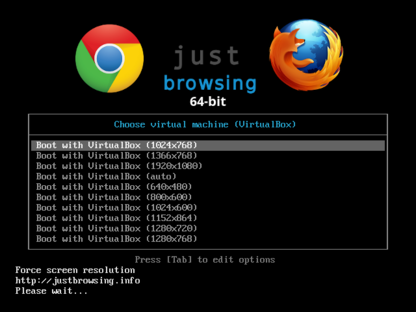 just
browsing
64-bit
Choose virtual machine (VirtualBox)
Boot with VirtualBox (1024x768)
Boot with VirtualBox (1366x768)
Boot with VirtualBox (1920x1080)
Boot with VirtualBox (auto)
Boot with VirtualBox (640x480)
Boot with VirtualBox (800x600)
Boot with VirtualBox (1024x600)
Boot with VirtualBox (1152x864)
Boot with VirtualBox (1280x720)
Boot with VirtualBox (1280x768)
Press [Tab] to edit options
Force screen resolution
http://justbrowsing.info
Please wait...